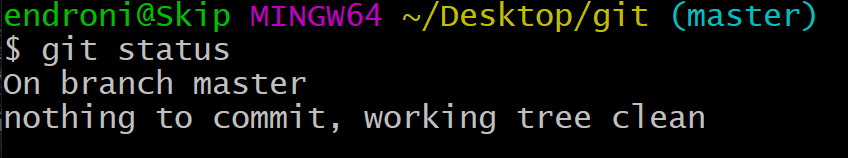 endroni@Skip MINGW64 ~/Desktop/git (master)
$ git status
On branch master
nothing to commit, working tree clean